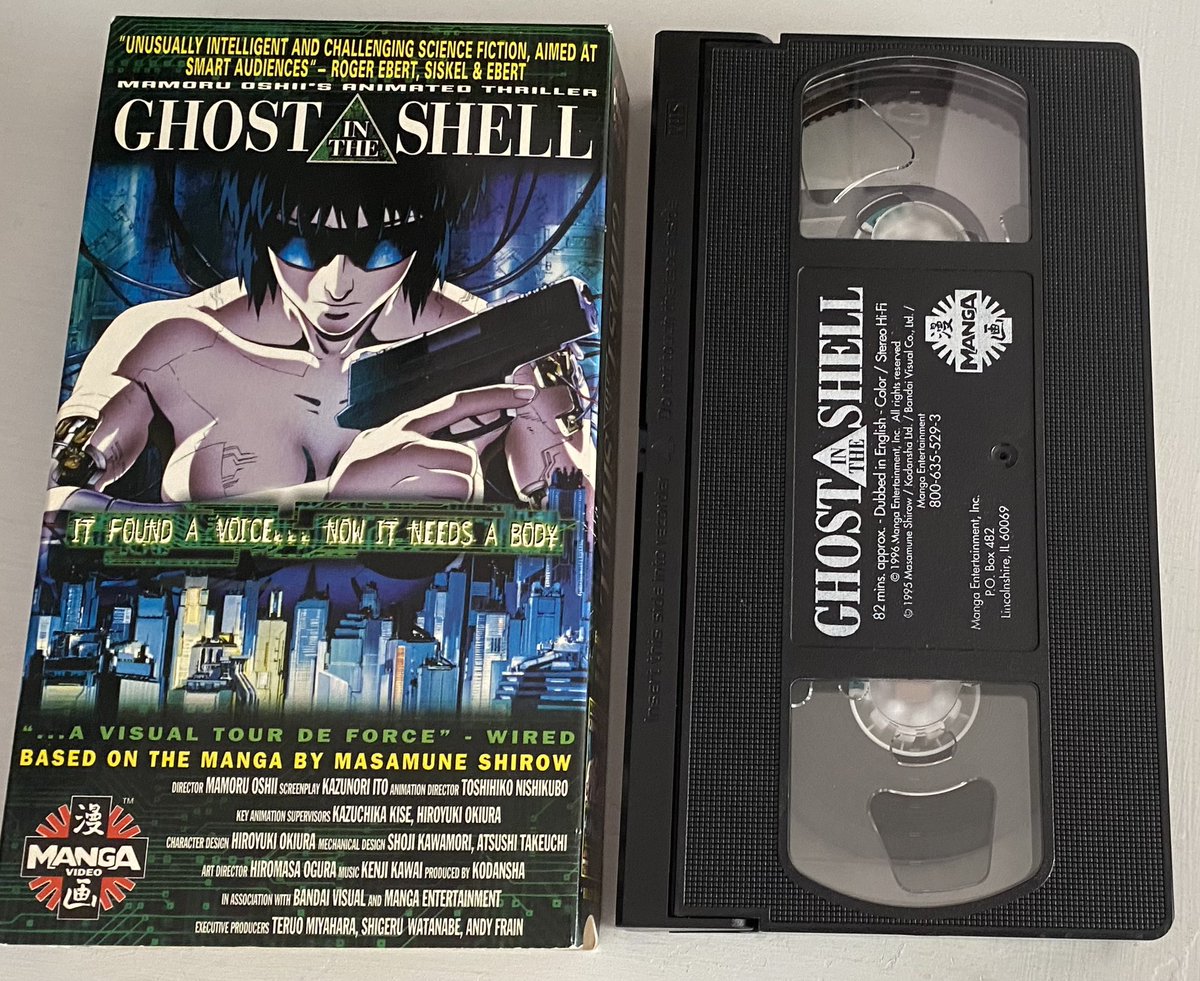 "UNUSUALLY INTELLIGENT AND CHALLENGING SCIENCE FICTION, AIMED AT
SMART AUDIENCES" – ROGER EBERT, SISKEL & EBERT
MAMORU OSHII'S ANIMATED THRILLER
GHOST IN THE SHELL
IT FOUND A VOICE... NOW IT NEEDS A BODY
"...A VISUAL TOUR DE FORCE" - WIRED
BASED ON THE MANGA BY MASAMUNE SHIROW
DIRECTOR MAMORU OSHII SCREENPLAY KAZUNORI ITO ANIMATION DIRECTOR TOSHIHIKO NISHIKUBO
KEY ANIMATION SUPERVISORS KAZUCHIKA KISE, HIROYUKI OKIURA
CHARACTER DESIGN HIROYUKI OKIURA MECHANICAL DESIGN SHOJI KAWAMORI, ATSUSHI TAKEUCHI
ART DIRECTOR HIROMASA OGURA MUSIC KENJI KAWAI PRODUCED BY KODANSHA
IN ASSOCIATION WITH BANDAI VISUAL AND MANGA ENTERTAINMENT
EXECUTIVE PRODUCERS TERUO MIYAHARA, SHIGERU WATANABE, ANDY FRAIN
漫
TM
MANGA
VIDEO
画
VHS
GHOST IN THE SHELL
82 mins. approx. - Dubbed in English - Color / Stereo Hi-Fi
© 1996 Manga Entertainment, Inc. All rights reserved.
© 1995 Masamune Shirow / Kodansha Ltd. / Bandai Visual Co., Ltd. /
Manga Entertainment
800-635-529-3
Manga Entertainment, Inc.
P.O. Box 482
Lincolnshire, IL 60069
漫
MANGA
画